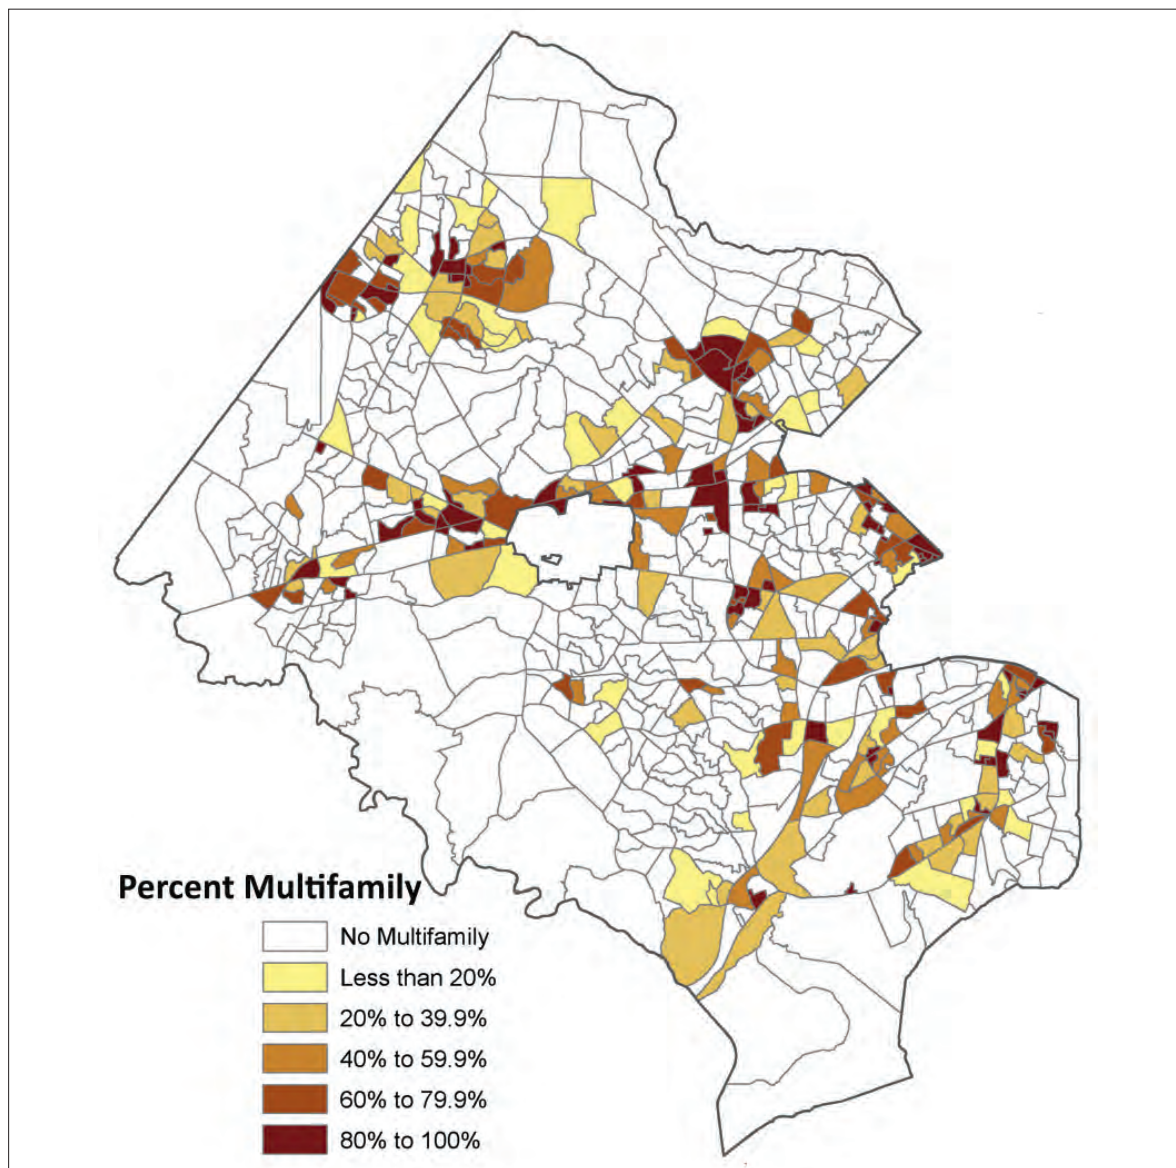 Percent Multifamily
No Multifamily
Less than 20%
20% to 39.9%
40% to 59.9%
60% to 79.9%
80% to 100%